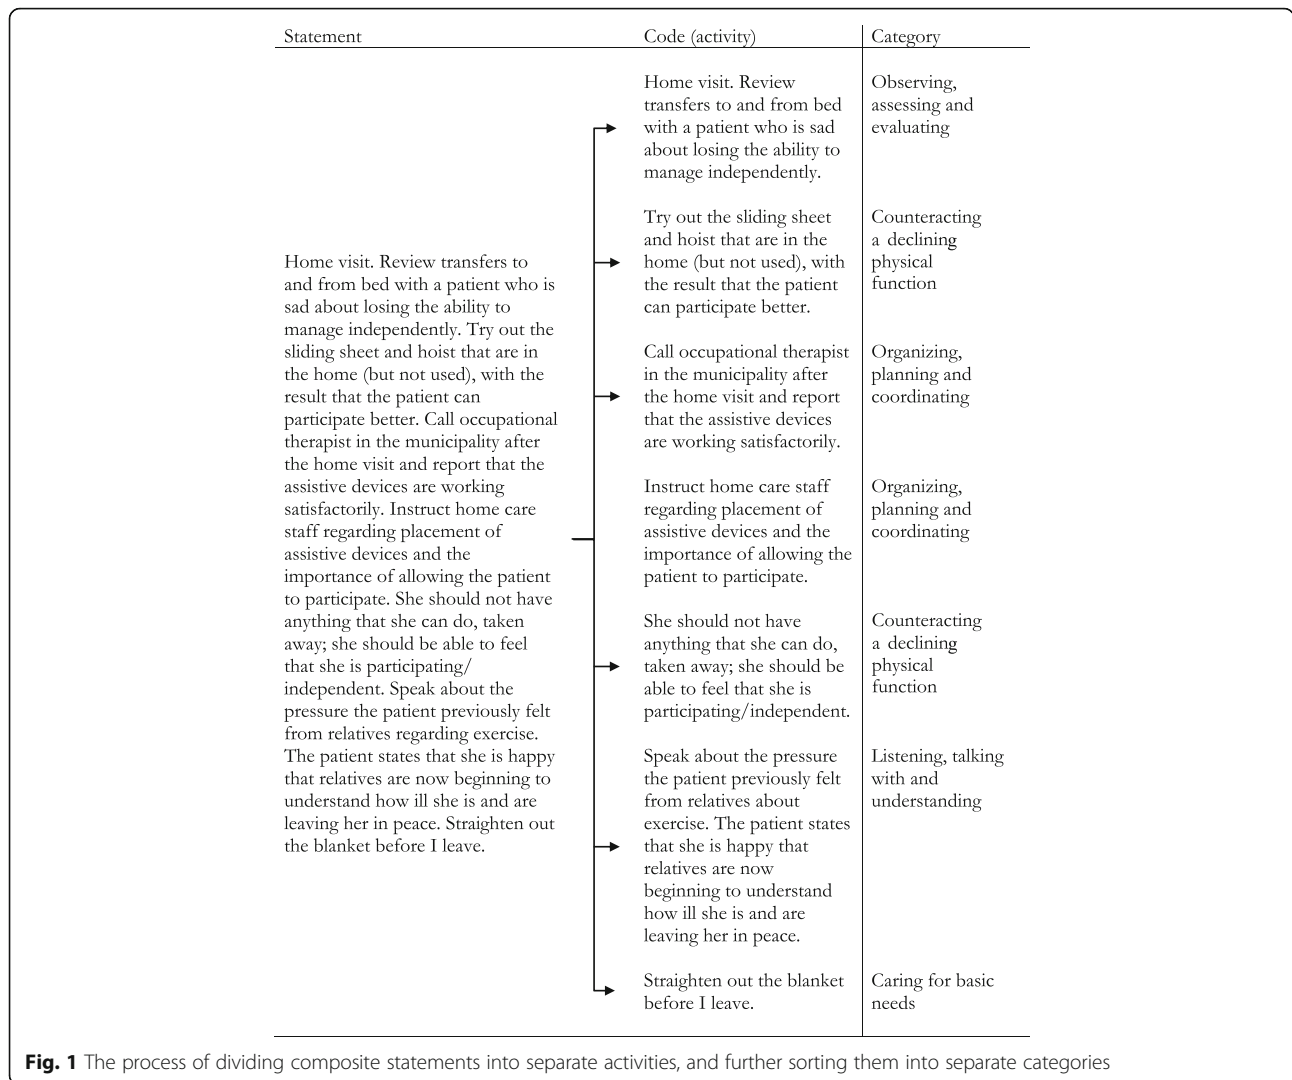 Statement
Code (activity)
Category
Home visit. Review transfers to
and from bed with a patient who is
sad about losing the ability to
manage independently. Try out the
sliding sheet and hoist that are in
the home (but not used), with the
result that the patient can
participate better. Call occupational
therapist in the municipality after
the home visit and report that the
assistive devices are working
satisfactorily. Instruct home care
staff regarding placement of
assistive devices and the
importance of allowing the patient
to participate. She should not have
anything that she can do, taken
away; she should be able to feel
that she is participating/
independent. Speak about the
pressure the patient previously felt
from relatives regarding exercise.
The patient states that she is happy
that relatives are now beginning to
understand how ill she is and are
leaving her in peace. Straighten out
the blanket before I leave.
Home visit. Review
transfers to and from bed
with a patient who is sad
about losing the ability to
manage independently.
Observing,
assessing and
evaluating
Try out the sliding sheet
and hoist that are in the
home (but not used), with
the result that the patient
can participate better.
Counteracting
a declining
physical
function
Call occupational therapist
in the municipality after
the home visit and report
that the assistive devices
are working satisfactorily.
Organizing,
planning and
coordinating
Instruct home care staff
regarding placement of
assistive devices and the
importance of allowing the
patient to participate.
Organizing,
planning and
coordinating
She should not have
anything that she can do,
taken away; she should be
able to feel that she is
participating/independent.
Counteracting
a declining
physical
function
Speak about the pressure
the patient previously felt
from relatives about
exercise. The patient states
that she is happy that
relatives are now
beginning to understand
how ill she is and are
leaving her in peace.
Listening, talking
with and
understanding
Straighten out the blanket
before I leave.
Caring for basic
needs
Fig. 1 The process of dividing composite statements into separate activities, and further sorting them into separate categories